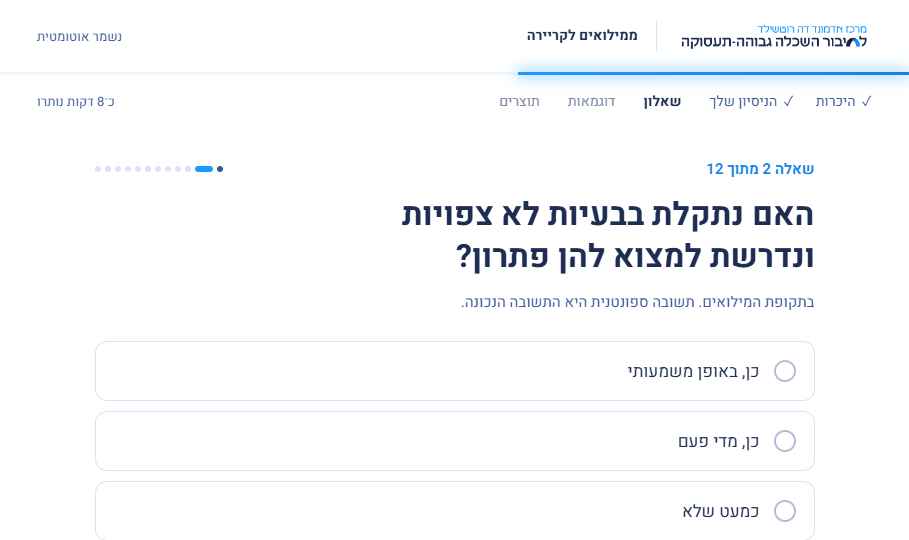 מרכז אדמונד דה רוטשילד
לחיבור השכלה גבוהה-תעסוקה
ממילואים לקריירה
נשמר אוטומטית
✓ היכרות
✓ הניסיון שלך
שאלון
דוגמאות
תוצרים
כ־8 דקות נותרו
שאלה 2 מתוך 12
האם נתקלת בבעיות לא צפויות
ונדרשת למצוא להן פתרון?
בתקופת המילואים. תשובה ספונטנית היא התשובה הנכונה.
כן, באופן משמעותי
כן, מדי פעם
כמעט שלא